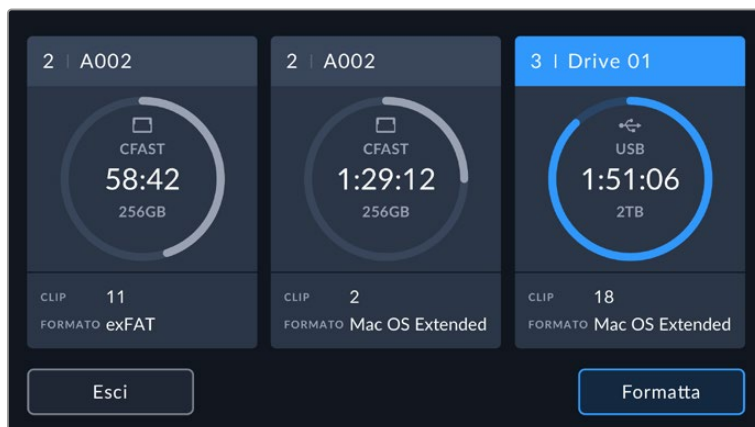 2 | A002
CFAST
58:42
256GB
CLIP 11
FORMATO exFAT
2 | A002
CFAST
1:29:12
256GB
CLIP 2
FORMATO Mac OS Extended
3 | Drive 01
USB
1:51:06
2TB
CLIP 18
FORMATO Mac OS Extended
Esci
Formatta